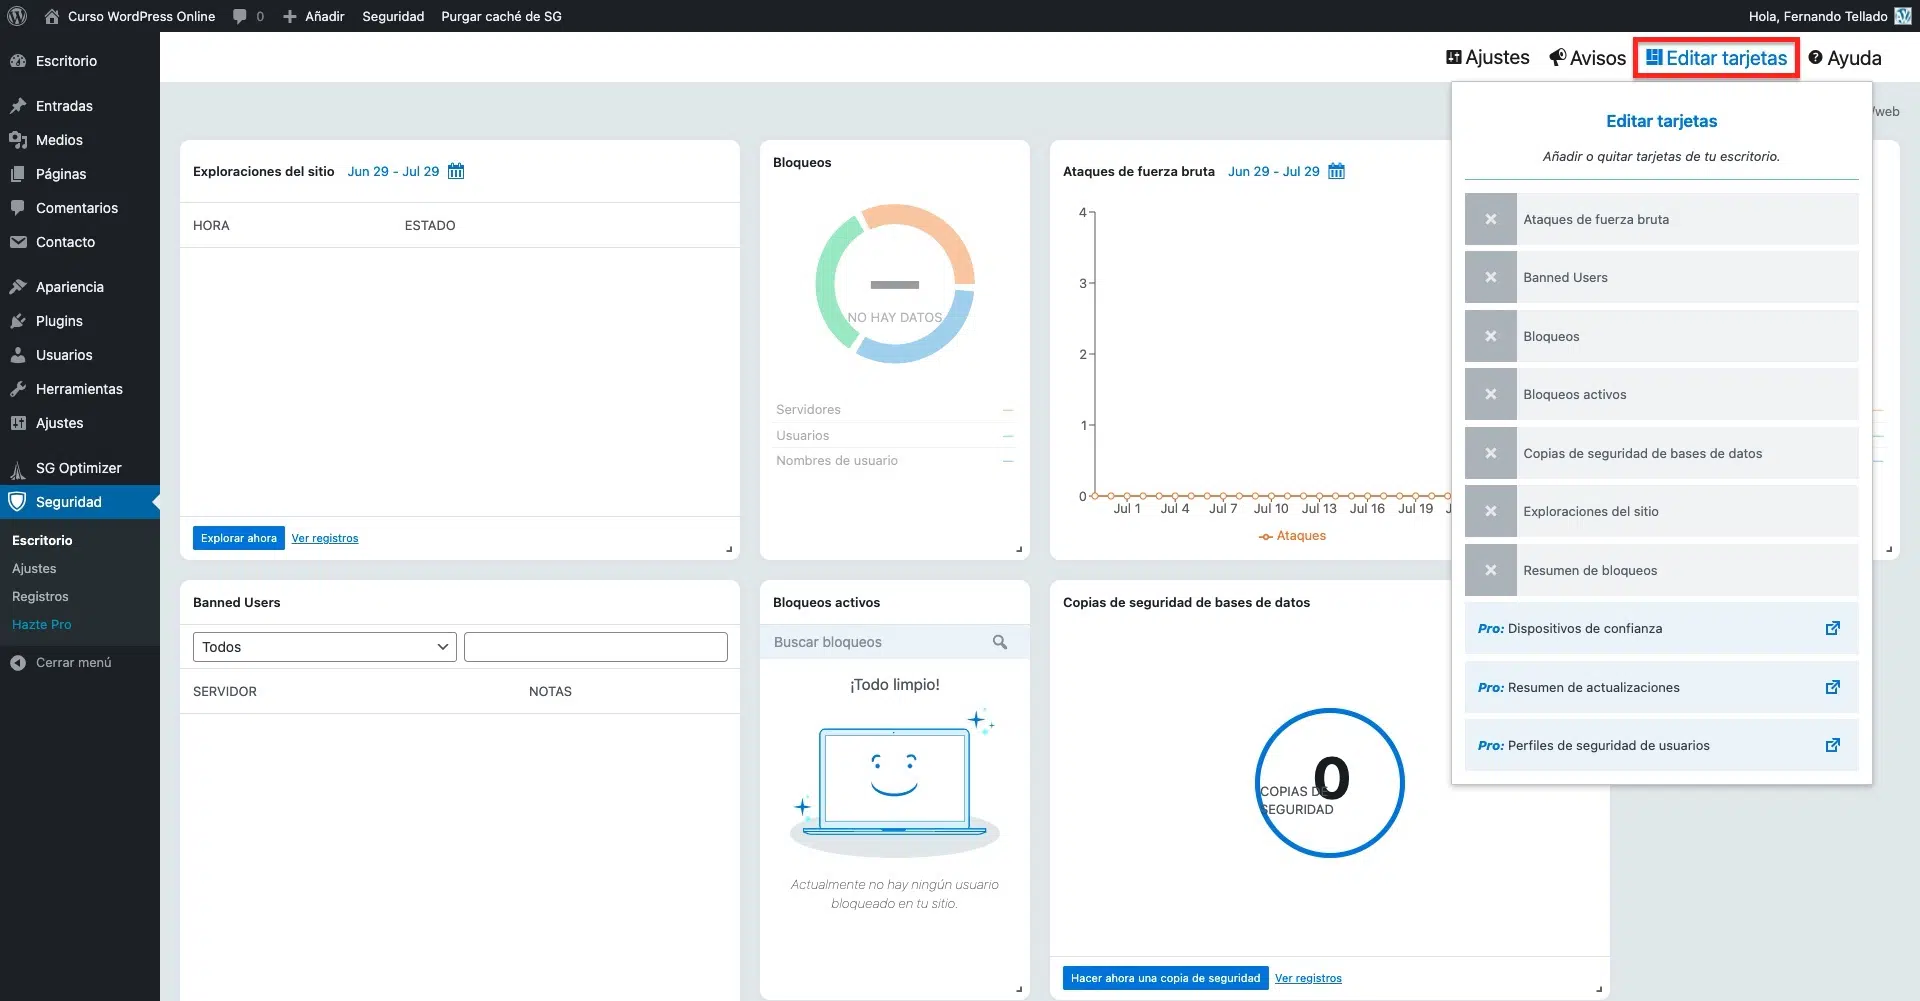 Curso WordPress Online
0
Añadir
Seguridad
Purgar caché de SG
Hola, Fernando Tellado
Escritorio
Entradas
Medios
Páginas
Comentarios
Contacto
Apariencia
Plugins
Usuarios
Herramientas
Ajustes
SG Optimizer
Seguridad
Escritorio
Ajustes
Registros
Hazte Pro
Cerrar menú
Ajustes
Avisos
Editar tarjetas
Ayuda
/web
Exploraciones del sitio Jun 29 - Jul 29
HORA ESTADO
Explorar ahora Ver registros
Bloqueos
NO HAY DATOS
Servidores —
Usuarios —
Nombres de usuario —
Ataques de fuerza bruta Jun 29 - Jul 29
4
3
2
1
0
Jul 1 Jul 4 Jul 7 Jul 10 Jul 13 Jul 16 Jul 19
Ataques
Banned Users
Todos
SERVIDOR NOTAS
Bloqueos activos
Buscar bloqueos
¡Todo limpio!
Actualmente no hay ningún usuario
bloqueado en tu sitio.
Copias de seguridad de bases de datos
0
COPIAS DE
SEGURIDAD
Hacer ahora una copia de seguridad Ver registros
Editar tarjetas
Añadir o quitar tarjetas de tu escritorio.
Ataques de fuerza bruta
Banned Users
Bloqueos
Bloqueos activos
Copias de seguridad de bases de datos
Exploraciones del sitio
Resumen de bloqueos
Pro: Dispositivos de confianza
Pro: Resumen de actualizaciones
Pro: Perfiles de seguridad de usuarios